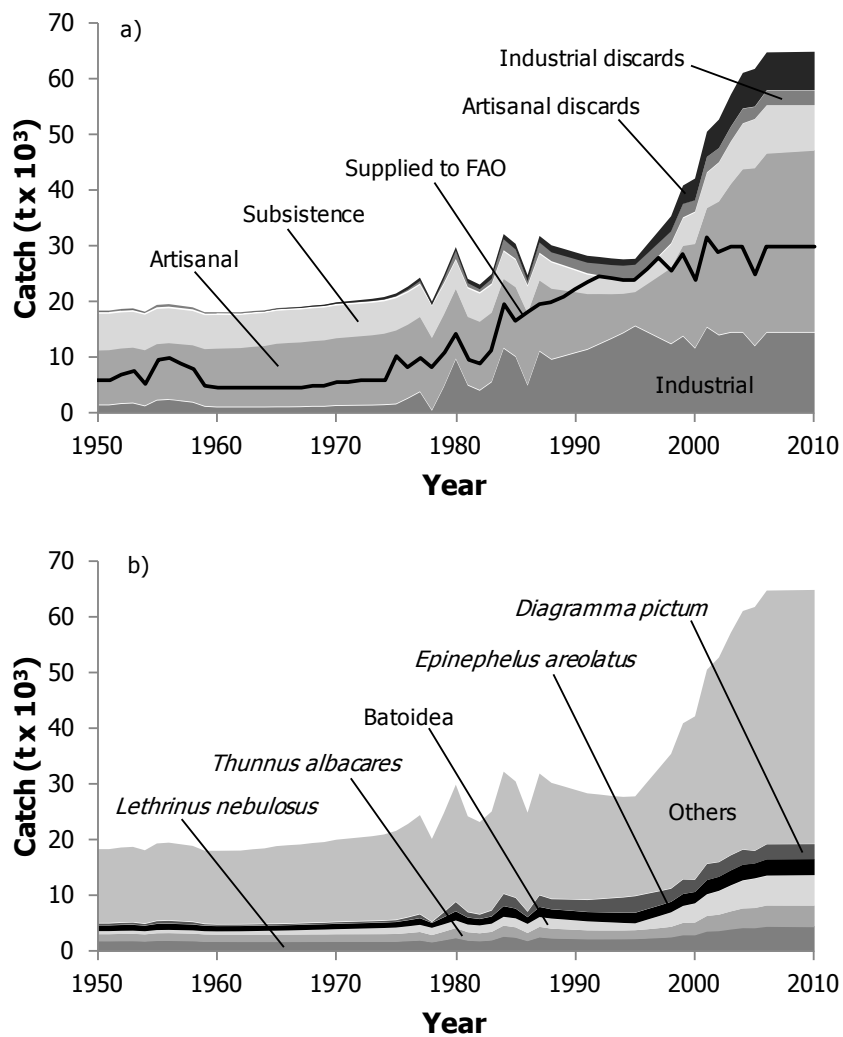 a)
70
60
50
40
30
20
10
0
Catch (t x 10³)
Industrial discards
Artisanal discards
Supplied to FAO
Subsistence
Artisanal
Industrial
1950 1960 1970 1980 1990 2000 2010
Year
b)
70
60
50
40
30
20
10
0
Catch (t x 10³)
Diagramma pictum
Epinephelus areolatus
Batoidea
Thunnus albacares
Lethrinus nebulosus
Others
1950 1960 1970 1980 1990 2000 2010
Year